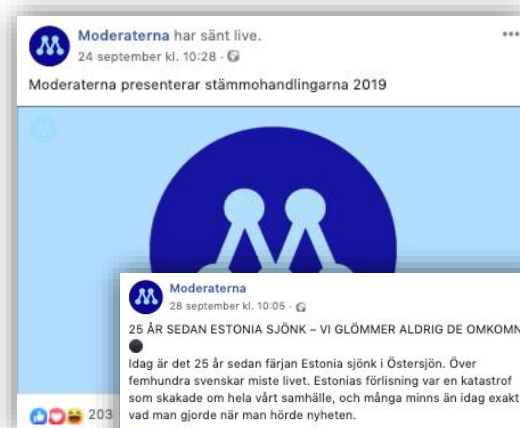 Moderaterna har sänt live.
24 september kl. 10:28 ·
Moderaterna presenterar stämmohandlingarna 2019
Moderaterna
28 september kl. 10:05 ·
25 ÅR SEDAN ESTONIA SJÖNK – VI GLÖMMER ALDRIG DE OMKOMN
Idag är det 25 år sedan färjan Estonia sjönk i Östersjön. Över
femhundra svenskar miste livet. Estonias förlisning var en katastrof
som skakade om hela vårt samhälle, och många minns än idag exakt
vad man gjorde när man hörde nyheten.
203